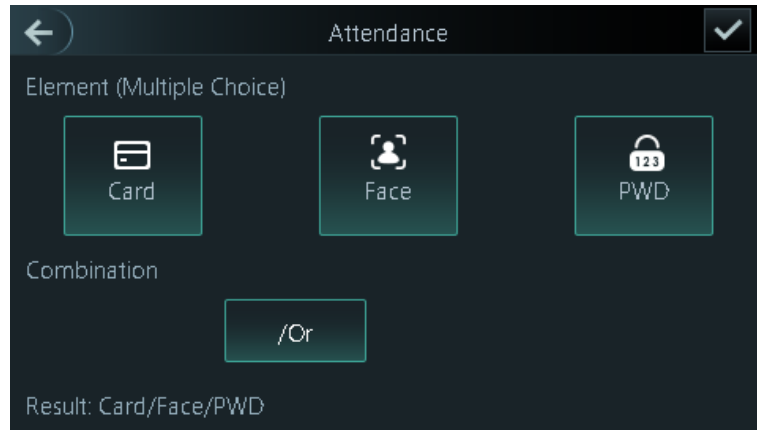 Attendance
Element (Multiple Choice)
123
Card Face PWD
Combination
/Or
Result: Card/Face/PWD